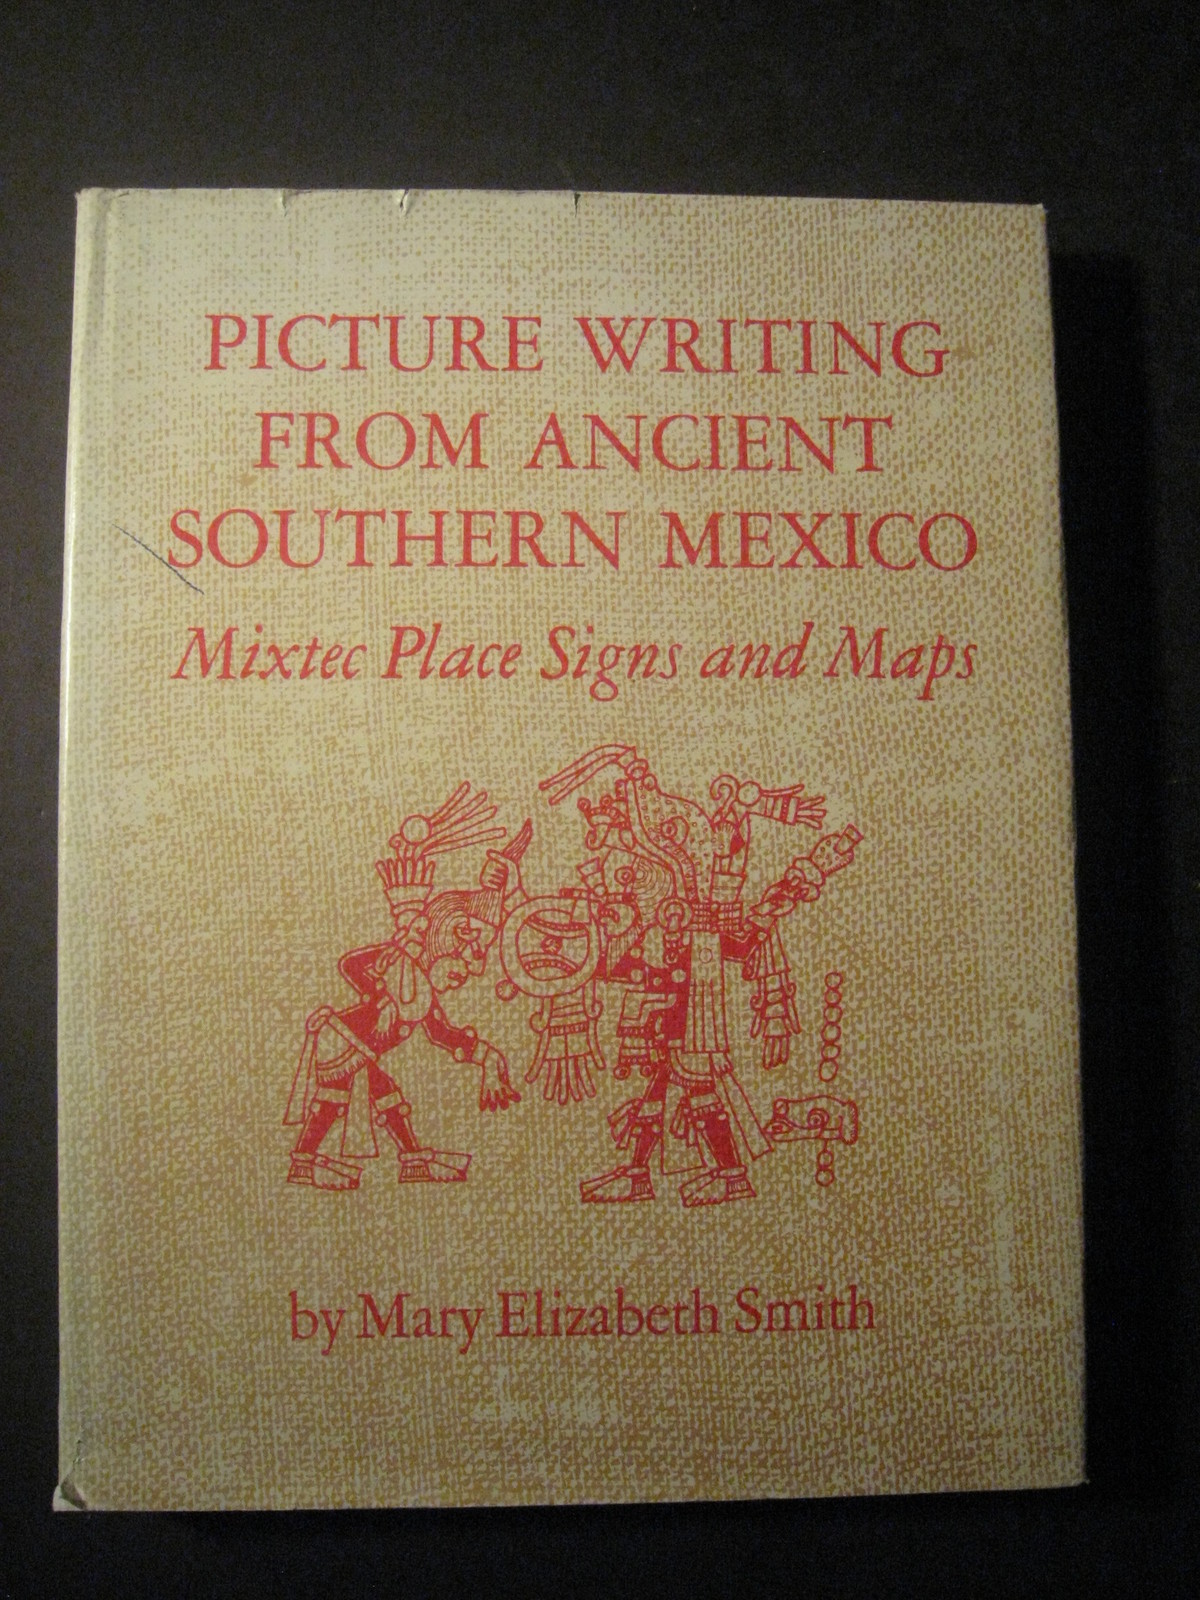 PICTURE WRITING
FROM ANCIENT
SOUTHERN MEXICO
Mixtec Place Signs and Maps
by Mary Elizabeth Smith